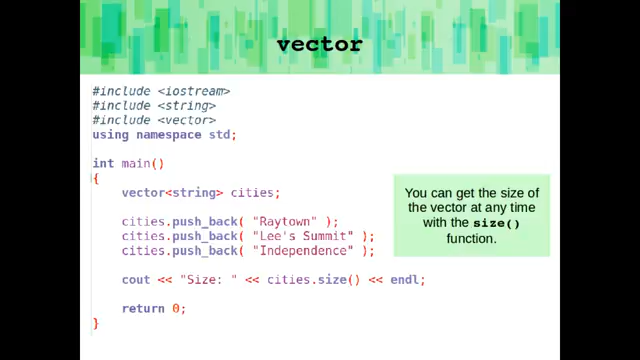 vector
#include <iostream>
#include <string>
#include <vector>
using namespace std;
int main()
{
vector<string> cities;
cities.push_back( "Raytown" );
cities.push_back( "Lee's Summit" );
cities.push_back( "Independence" );
cout << "Size: " << cities.size() << endl;
return 0;
}
You can get the size of
the vector at any time
with the size()
function.